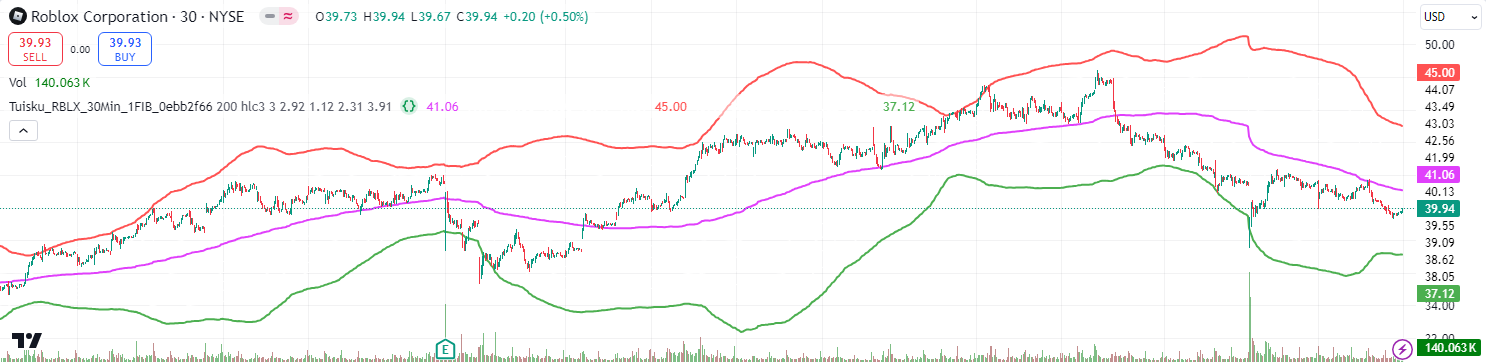 Roblox Corporation · 30 · NYSE O39.73 H39.94 L39.67 C39.94 +0.20 (+0.50%)
39.93 SELL 0.00 39.93 BUY
Vol 140.063 K
Tuisku_RBLX_30Min_1FIB_0ebb2f66 200 hlc3 3 2.92 1.12 2.31 3.91 {} 41.06 45.00 37.12
E
USD
50.00
45.00
44.07
43.49
43.03
42.56
41.99
41.06
40.13
39.94
39.55
39.09
38.62
38.05
37.12
34.00
32.00
140.063 K